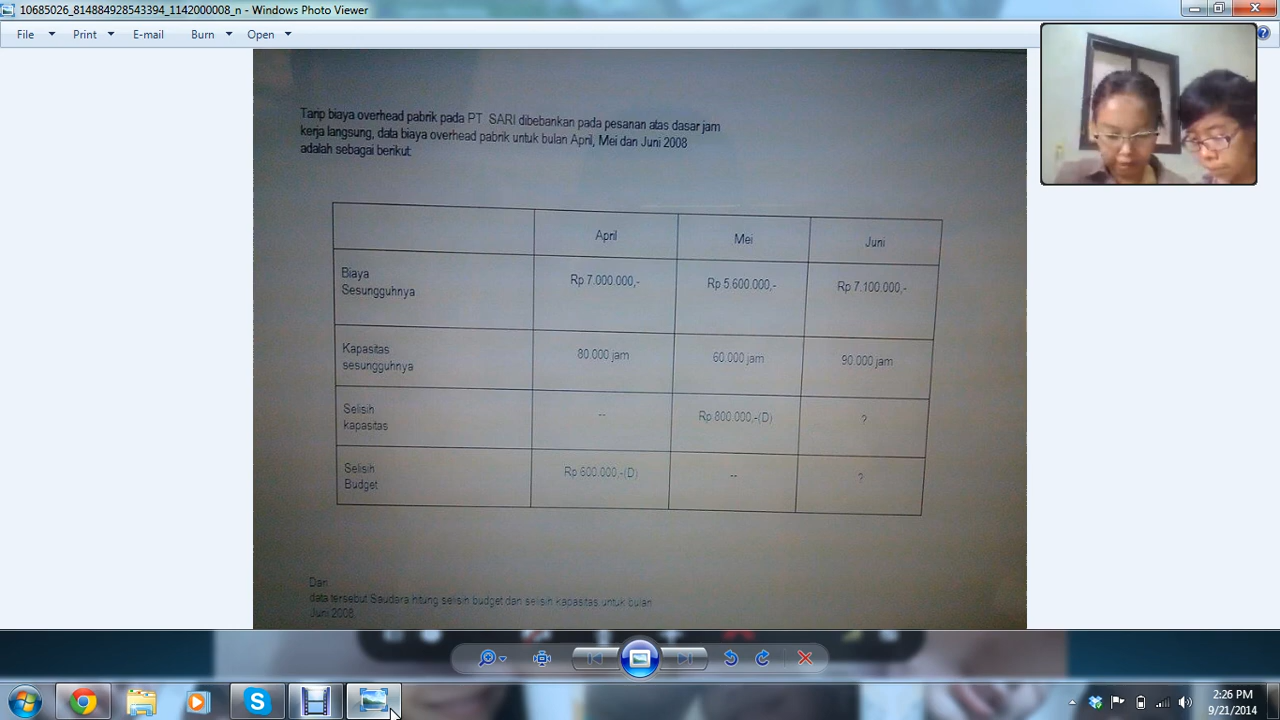 10685026_814884928543394_1142000008_n - Windows Photo Viewer
File Print E-mail Burn Open
Tarip biaya overhead pabrik pada PT SARI dibebankan pada pesanan atas dasar jam
kerja langsung, data biaya overhead pabrik untuk bulan April, Mei dan Juni 2008
adalah sebagai berikut:
April Mei Juni
Biaya
Sesungguhnya
Rp 7.000.000,- Rp 5.600.000,- Rp 7.100.000,-
Kapasitas
sesungguhnya
80.000 jam 60.000 jam 90.000 jam
Selisih
kapasitas
-- Rp 800.000,-(D) ?
Selisih
Budget
Rp 600.000.-(D) -- ?
Dari
data tersebut Saudara hitung selisih budget dan selisih kapasitas untuk bulan
Juni 2008
2:26 PM
9/21/2014